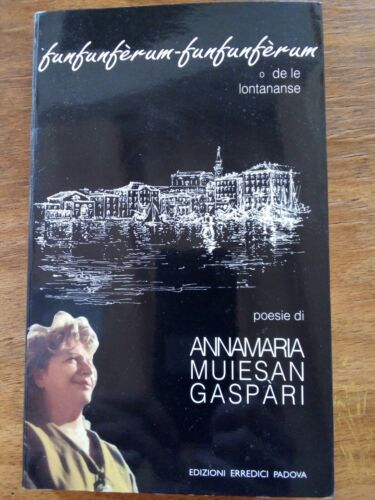 funfunfèrum-funfunfèrum
o de le
lontananse
poesie di
ANNAMARIA
MUIESAN
GASPÀRI
EDIZIONI ERREDICI PADOVA